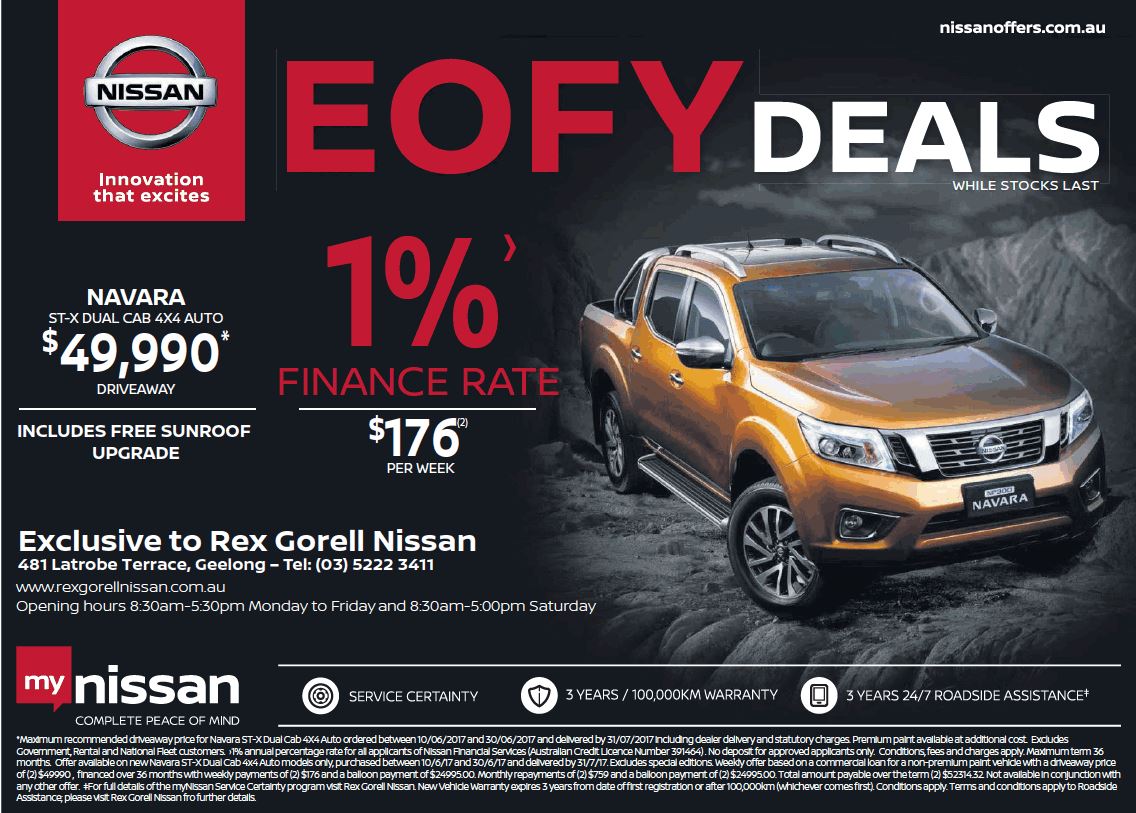 nissanoffers.com.au
NISSAN
Innovation
that excites
EOFY DEALS
WHILE STOCKS LAST
1%›
FINANCE RATE
$176(2)
PER WEEK
NAVARA
ST-X DUAL CAB 4X4 AUTO
$49,990*
DRIVEAWAY
INCLUDES FREE SUNROOF
UPGRADE
NISSAN
NP300
NAVARA
Exclusive to Rex Gorell Nissan
481 Latrobe Terrace, Geelong – Tel: (03) 5222 3411
www.rexgorellnissan.com.au
Opening hours 8:30am-5:30pm Monday to Friday and 8:30am-5:00pm Saturday
my nissan
COMPLETE PEACE OF MIND
SERVICE CERTAINTY
3 YEARS / 100,000KM WARRANTY
3 YEARS 24/7 ROADSIDE ASSISTANCE‡
*Maximum recommended driveaway price for Navara ST-X Dual Cab 4X4 Auto ordered between 10/06/2017 and 30/06/2017 and delivered by 31/07/2017 including dealer delivery and statutory charges. Premium paint available at additional cost. Excludes
Government, Rental and National Fleet customers. ›1% annual percentage rate for all applicants of Nissan Financial Services (Australian Credit Licence Number 391464). No deposit for approved applicants only. Conditions, fees and charges apply. Maximum term 36
months. Offer available on new Navara ST-X Dual Cab 4x4 Auto models only, purchased between 10/6/17 and 30/6/17 and delivered by 31/7/17. Excludes special editions. Weekly offer based on a commercial loan for a non-premium paint vehicle with a driveaway price
of (2) $49990, financed over 36 months with weekly payments of (2) $176 and a balloon payment of $24995.00. Monthly repayments of (2) $759 and a balloon payment of (2) $24995.00. Total amount payable over the term (2) $52314.32. Not available in conjunction with
any other offer. ‡For full details of the myNissan Service Certainty program visit Rex Gorell Nissan. New Vehicle Warranty expires 3 years from date of first registration or after 100,000km (whichever comes first). Conditions apply. Terms and conditions apply to Roadside
Assistance; please visit Rex Gorell Nissan fro further details.